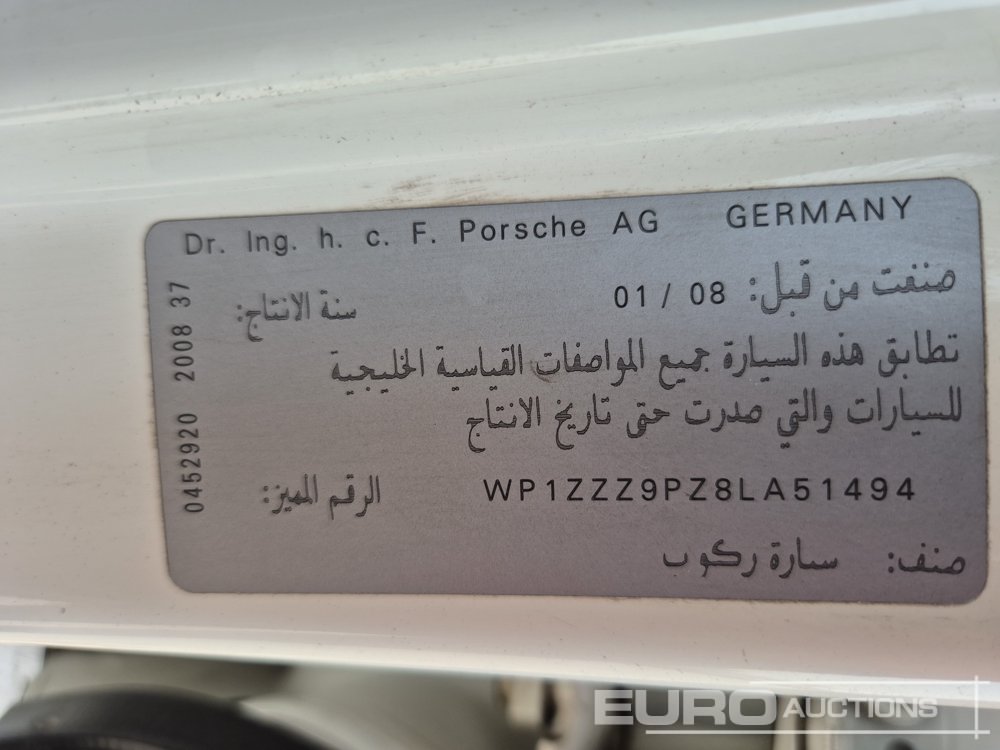 Dr. Ing. h. c. F. Porsche AG GERMANY
صنفت من قبل: 01 / 08 سنة الانتاج:
تطابق هذه السيارة جميع المواصفات القياسية الخليجية
للسيارات والتي صدرت حتى تاريخ الانتاج
WP1ZZZ9PZ8LA51494 الرقم المميز:
صنف: سيارة ركوب
0452920 2008 37
EURO AUCTIONS